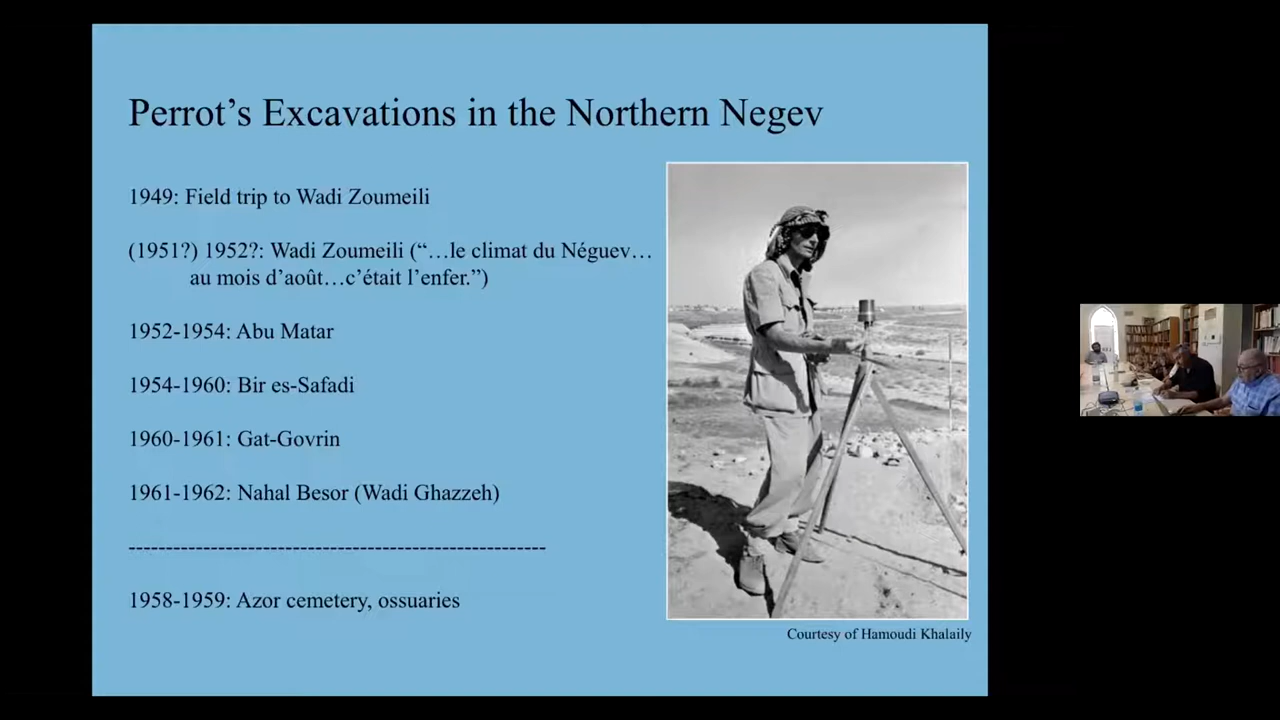 Perrot’s Excavations in the Northern Negev
1949: Field trip to Wadi Zoumeili
(1951?) 1952?: Wadi Zoumeili (“…le climat du Néguev…
au mois d’août…c’était l’enfer.”)
1952-1954: Abu Matar
1954-1960: Bir es-Safadi
1960-1961: Gat-Govrin
1961-1962: Nahal Besor (Wadi Ghazzeh)
--------------------------------------------------------
1958-1959: Azor cemetery, ossuaries
Courtesy of Hamoudi Khalaily